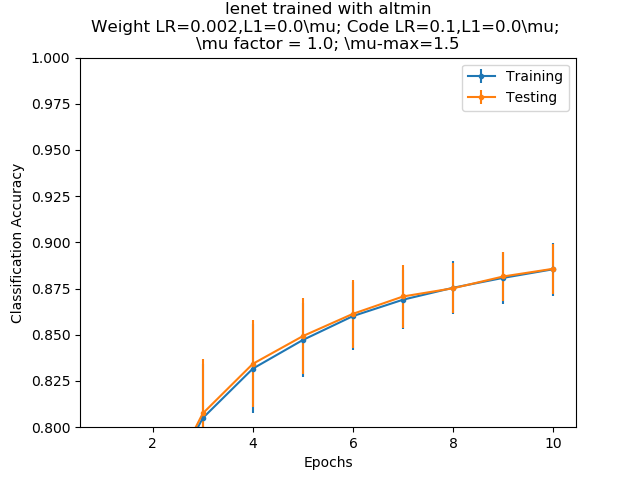 lenet trained with altmin
Weight LR=0.002,L1=0.0\mu; Code LR=0.1,L1=0.0\mu;
\mu factor = 1.0; \mu-max=1.5
Training
Testing
Classification Accuracy
1.000
0.975
0.950
0.925
0.900
0.875
0.850
0.825
0.800
2 4 6 8 10
Epochs